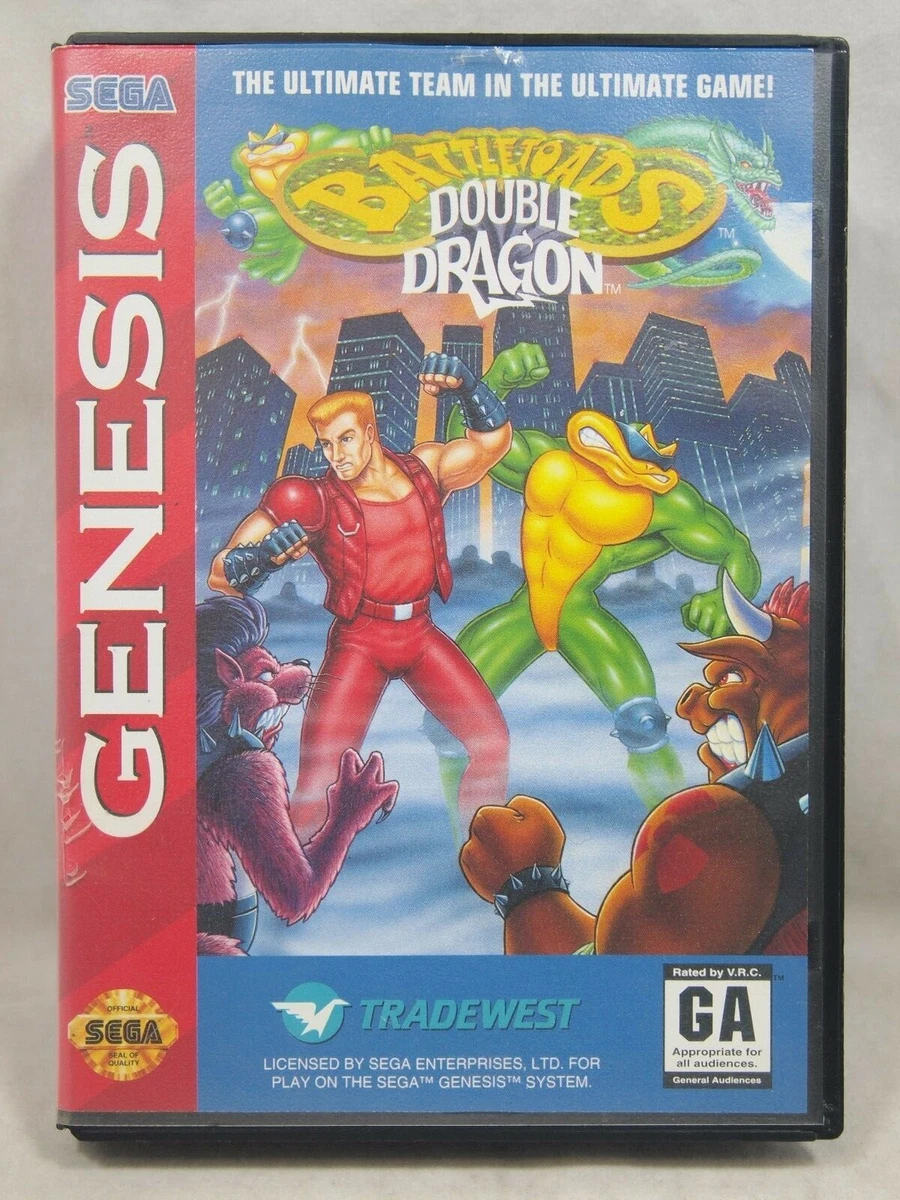 SEGA
GENESIS
™
THE ULTIMATE TEAM IN THE ULTIMATE GAME!
BATTLETOADS
DOUBLE
DRAGON
™
™
OFFICIAL
SEGA
SEAL OF
QUALITY
TRADEWEST
LICENSED BY SEGA ENTERPRISES, LTD. FOR
PLAY ON THE SEGA™ GENESIS™ SYSTEM.
Rated by V.R.C.
™
GA
Appropriate for
all audiences.
General Audiences